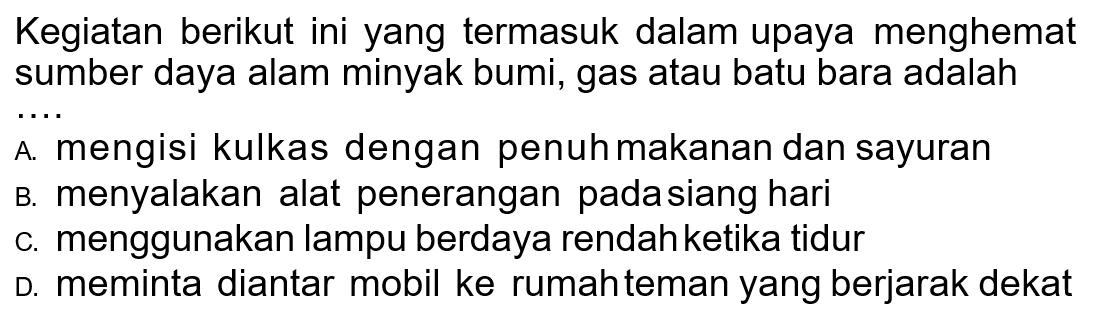 Kegiatan berikut ini yang termasuk dalam upaya menghemat
sumber daya alam minyak bumi, gas atau batu bara adalah
....
A. mengisi kulkas dengan penuh makanan dan sayuran
B. menyalakan alat penerangan pada siang hari
C. menggunakan lampu berdaya rendah ketika tidur
D. meminta diantar mobil ke rumah teman yang berjarak dekat